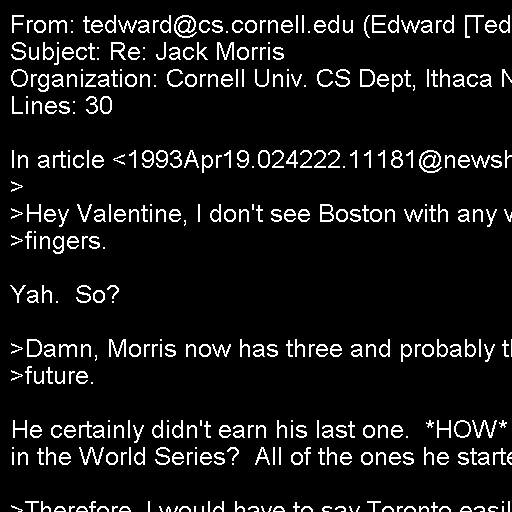 From: tedward@cs.cornell.edu (Edward [Ted
Subject: Re: Jack Morris
Organization: Cornell Univ. CS Dept, Ithaca N
Lines: 30

In article <1993Apr19.024222.11181@newsh
>
>Hey Valentine, I don't see Boston with any v
>fingers.

Yah.  So?

>Damn, Morris now has three and probably th
>future.

He certainly didn't earn his last one.  *HOW*
in the World Series?  All of the ones he starte

>Therefore, I would have to say Toronto easil